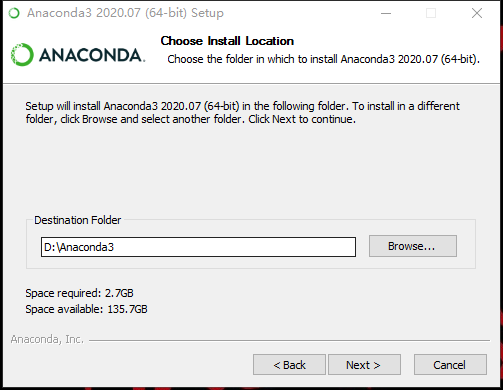 Anaconda3 2020.07 (64-bit) Setup
ANACONDA.
Choose Install Location
Choose the folder in which to install Anaconda3 2020.07 (64-bit).
Setup will install Anaconda3 2020.07 (64-bit) in the following folder. To install in a different
folder, click Browse and select another folder. Click Next to continue.
Destination Folder
D:\Anaconda3
Browse...
Space required: 2.7GB
Space available: 135.7GB
Anaconda, Inc.
< Back
Next >
Cancel